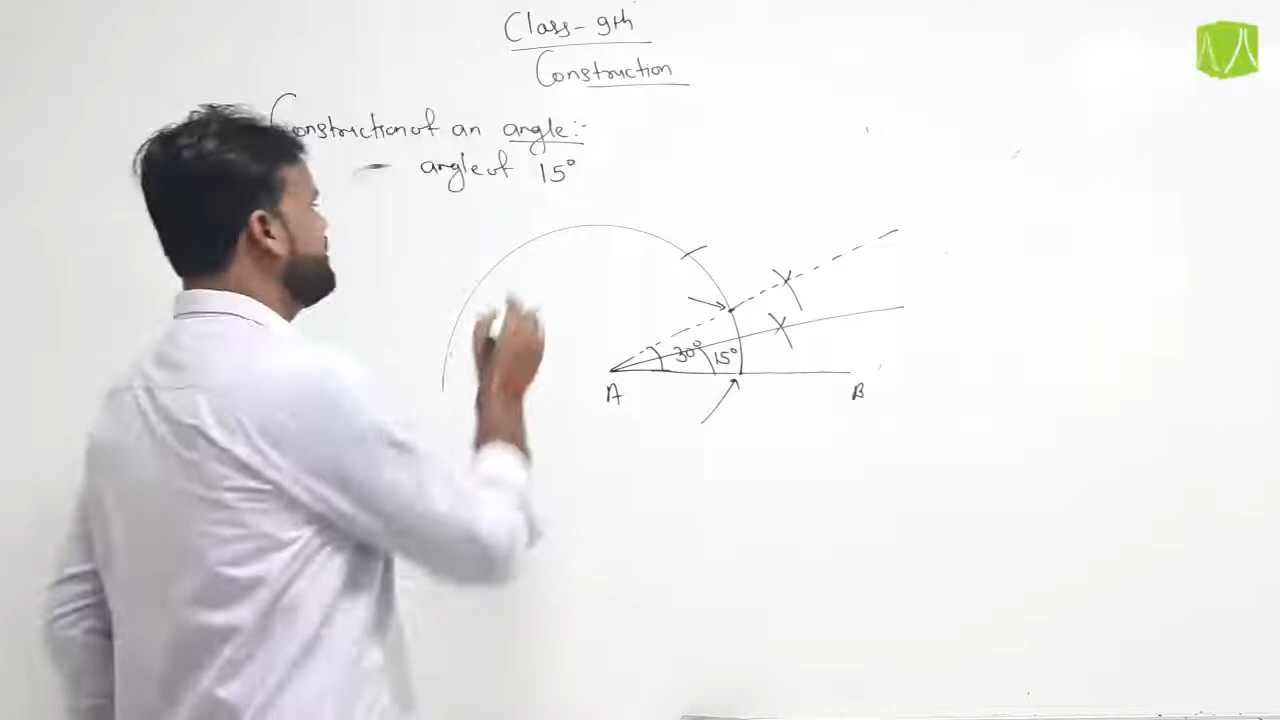 Class-9th
Construction
Construction of an angle:-
- angle of 15°
30°
15°
A
B